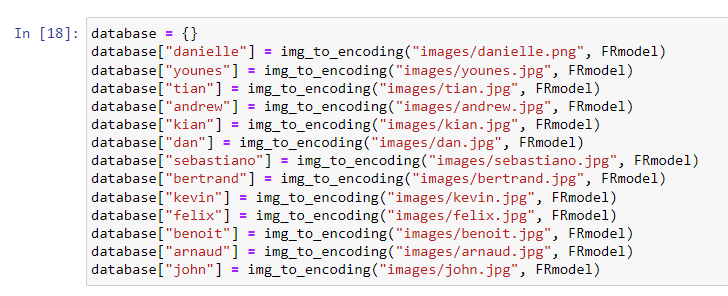 In [18]: database = {}
database["danielle"] = img_to_encoding("images/danielle.png", FRmodel)
database["younes"] = img_to_encoding("images/younes.jpg", FRmodel)
database["tian"] = img_to_encoding("images/tian.jpg", FRmodel)
database["andrew"] = img_to_encoding("images/andrew.jpg", FRmodel)
database["kian"] = img_to_encoding("images/kian.jpg", FRmodel)
database["dan"] = img_to_encoding("images/dan.jpg", FRmodel)
database["sebastiano"] = img_to_encoding("images/sebastiano.jpg", FRmodel)
database["bertrand"] = img_to_encoding("images/bertrand.jpg", FRmodel)
database["kevin"] = img_to_encoding("images/kevin.jpg", FRmodel)
database["felix"] = img_to_encoding("images/felix.jpg", FRmodel)
database["benoit"] = img_to_encoding("images/benoit.jpg", FRmodel)
database["arnaud"] = img_to_encoding("images/arnaud.jpg", FRmodel)
database["john"] = img_to_encoding("images/john.jpg", FRmodel)